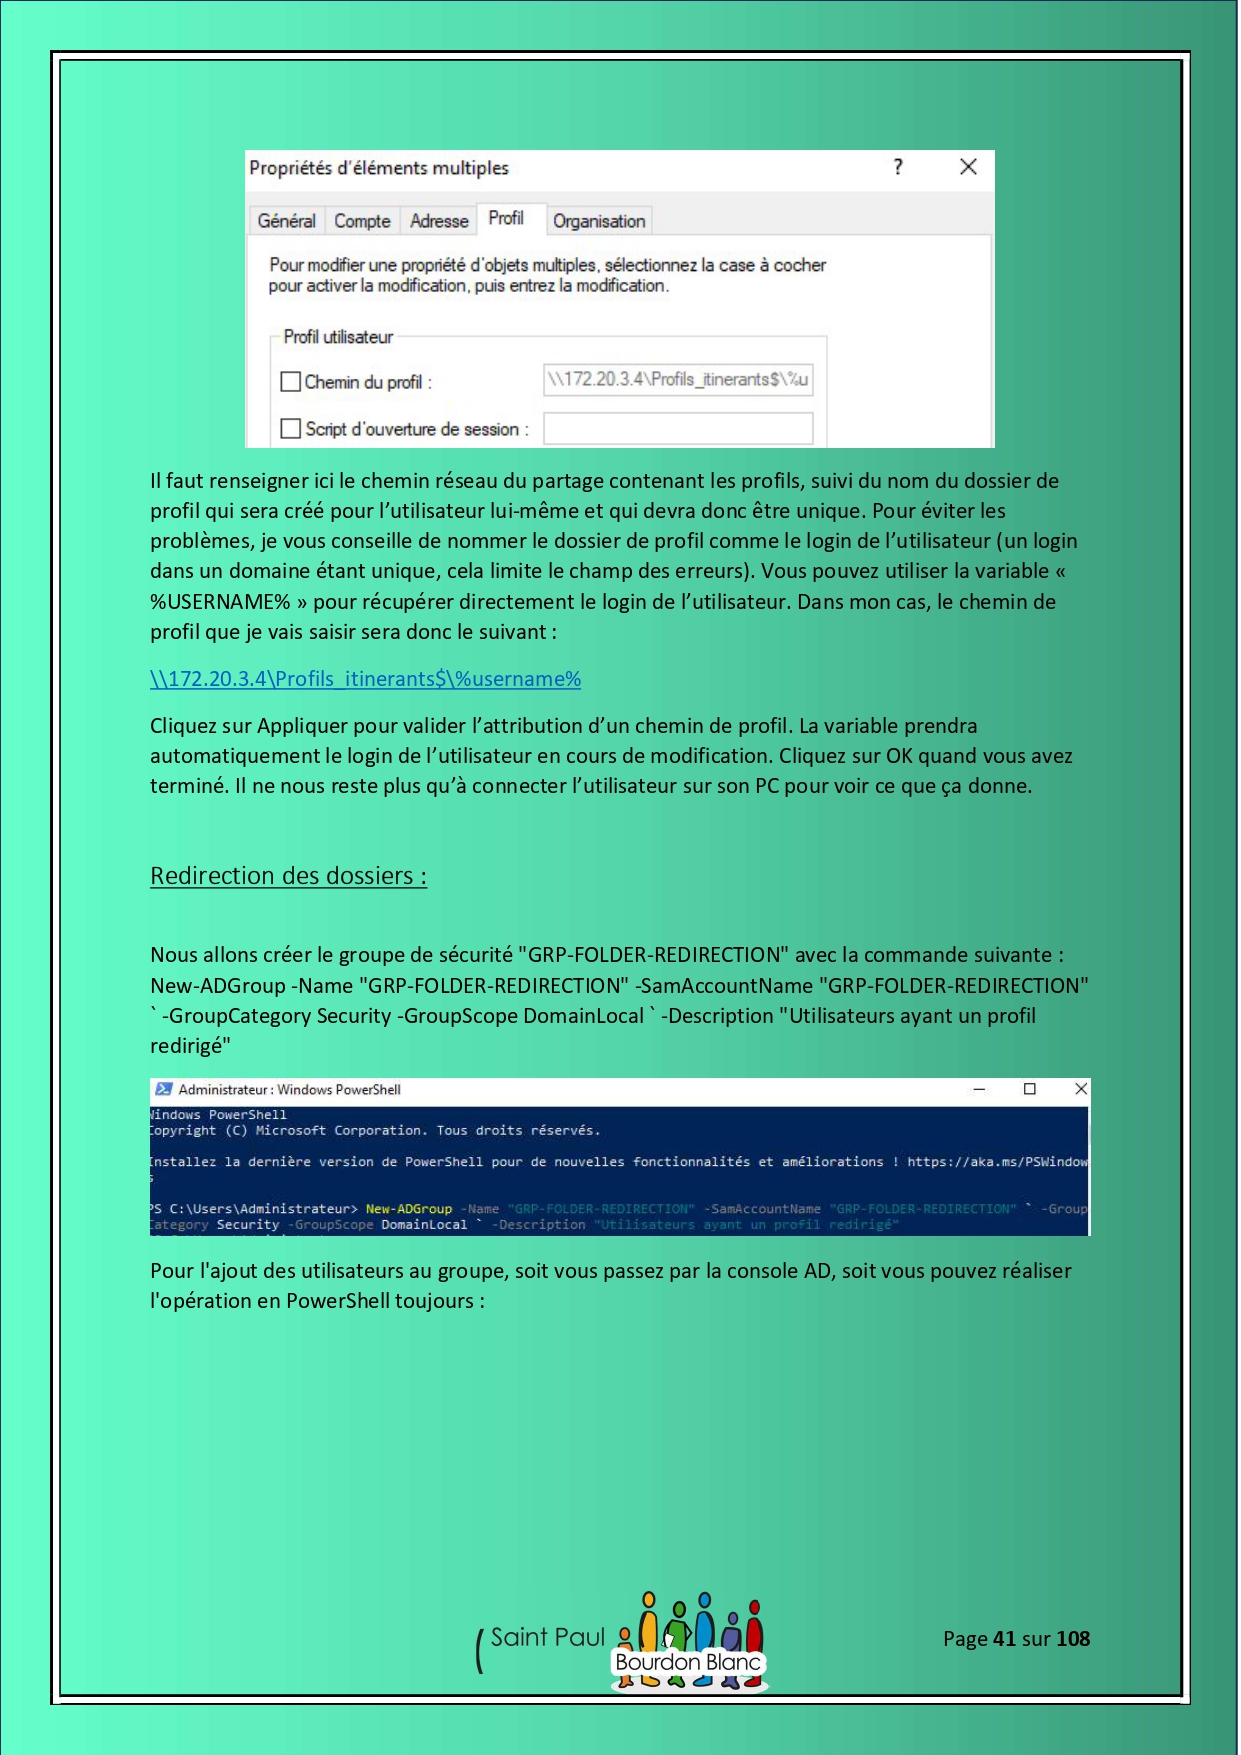 Propriétés d'éléments multiples ? X
Général Compte Adresse Profil Organisation
Pour modifier une propriété d'objets multiples, sélectionnez la case à cocher
pour activer la modification, puis entrez la modification.
Profil utilisateur
Chemin du profil : \\172.20.3.4\Profils_itinerants$\%u
Script d'ouverture de session :
Il faut renseigner ici le chemin réseau du partage contenant les profils, suivi du nom du dossier de
profil qui sera créé pour l’utilisateur lui-même et qui devra donc être unique. Pour éviter les
problèmes, je vous conseille de nommer le dossier de profil comme le login de l’utilisateur (un login
dans un domaine étant unique, cela limite le champ des erreurs). Vous pouvez utiliser la variable «
%USERNAME% » pour récupérer directement le login de l’utilisateur. Dans mon cas, le chemin de
profil que je vais saisir sera donc le suivant :
\\172.20.3.4\Profils_itinerants$\%username%
Cliquez sur Appliquer pour valider l’attribution d’un chemin de profil. La variable prendra
automatiquement le login de l’utilisateur en cours de modification. Cliquez sur OK quand vous avez
terminé. Il ne nous reste plus qu’à connecter l’utilisateur sur son PC pour voir ce que ça donne.
Redirection des dossiers :
Nous allons créer le groupe de sécurité "GRP-FOLDER-REDIRECTION" avec la commande suivante :
New-ADGroup -Name "GRP-FOLDER-REDIRECTION" -SamAccountName "GRP-FOLDER-REDIRECTION"
` -GroupCategory Security -GroupScope DomainLocal ` -Description "Utilisateurs ayant un profil
redirigé"
Administrateur : Windows PowerShell
Windows PowerShell
Copyright (C) Microsoft Corporation. Tous droits réservés.
Installez la dernière version de PowerShell pour de nouvelles fonctionnalités et améliorations ! https://aka.ms/PSWindow
s
PS C:\Users\Administrateur> New-ADGroup -Name "GRP-FOLDER-REDIRECTION" -SamAccountName "GRP-FOLDER-REDIRECTION" ` -Group
Category Security -GroupScope DomainLocal ` -Description "Utilisateurs ayant un profil redirigé"
Pour l'ajout des utilisateurs au groupe, soit vous passez par la console AD, soit vous pouvez réaliser
l'opération en PowerShell toujours :
Saint Paul
Bourdon Blanc
Page 41 sur 108